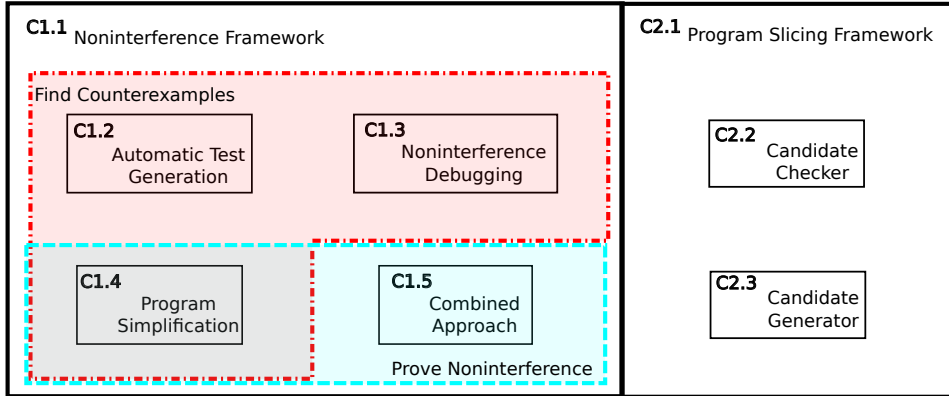 C1.1 Noninterference Framework
Find Counterexamples
C1.2
Automatic Test
Generation
C1.3
Noninterference
Debugging
C1.4
Program
Simplification
C1.5
Combined
Approach
Prove Noninterference
C2.1 Program Slicing Framework
C2.2
Candidate
Checker
C2.3
Candidate
Generator